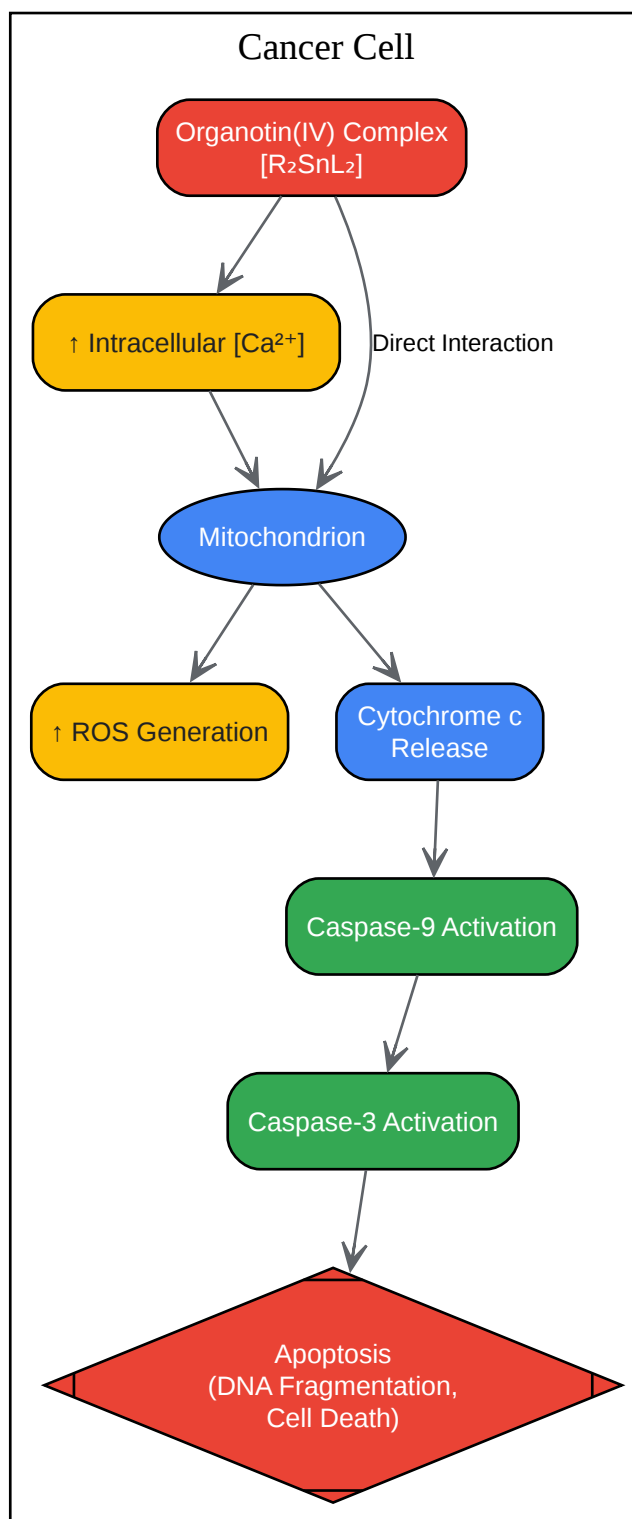 Cancer Cell
Organotin(IV) Complex
[R₂SnL₂]
↑ Intracellular [Ca²⁺]
Direct Interaction
Mitochondrion
↑ ROS Generation
Cytochrome c
Release
Caspase-9 Activation
Caspase-3 Activation
Apoptosis
(DNA Fragmentation,
Cell Death)